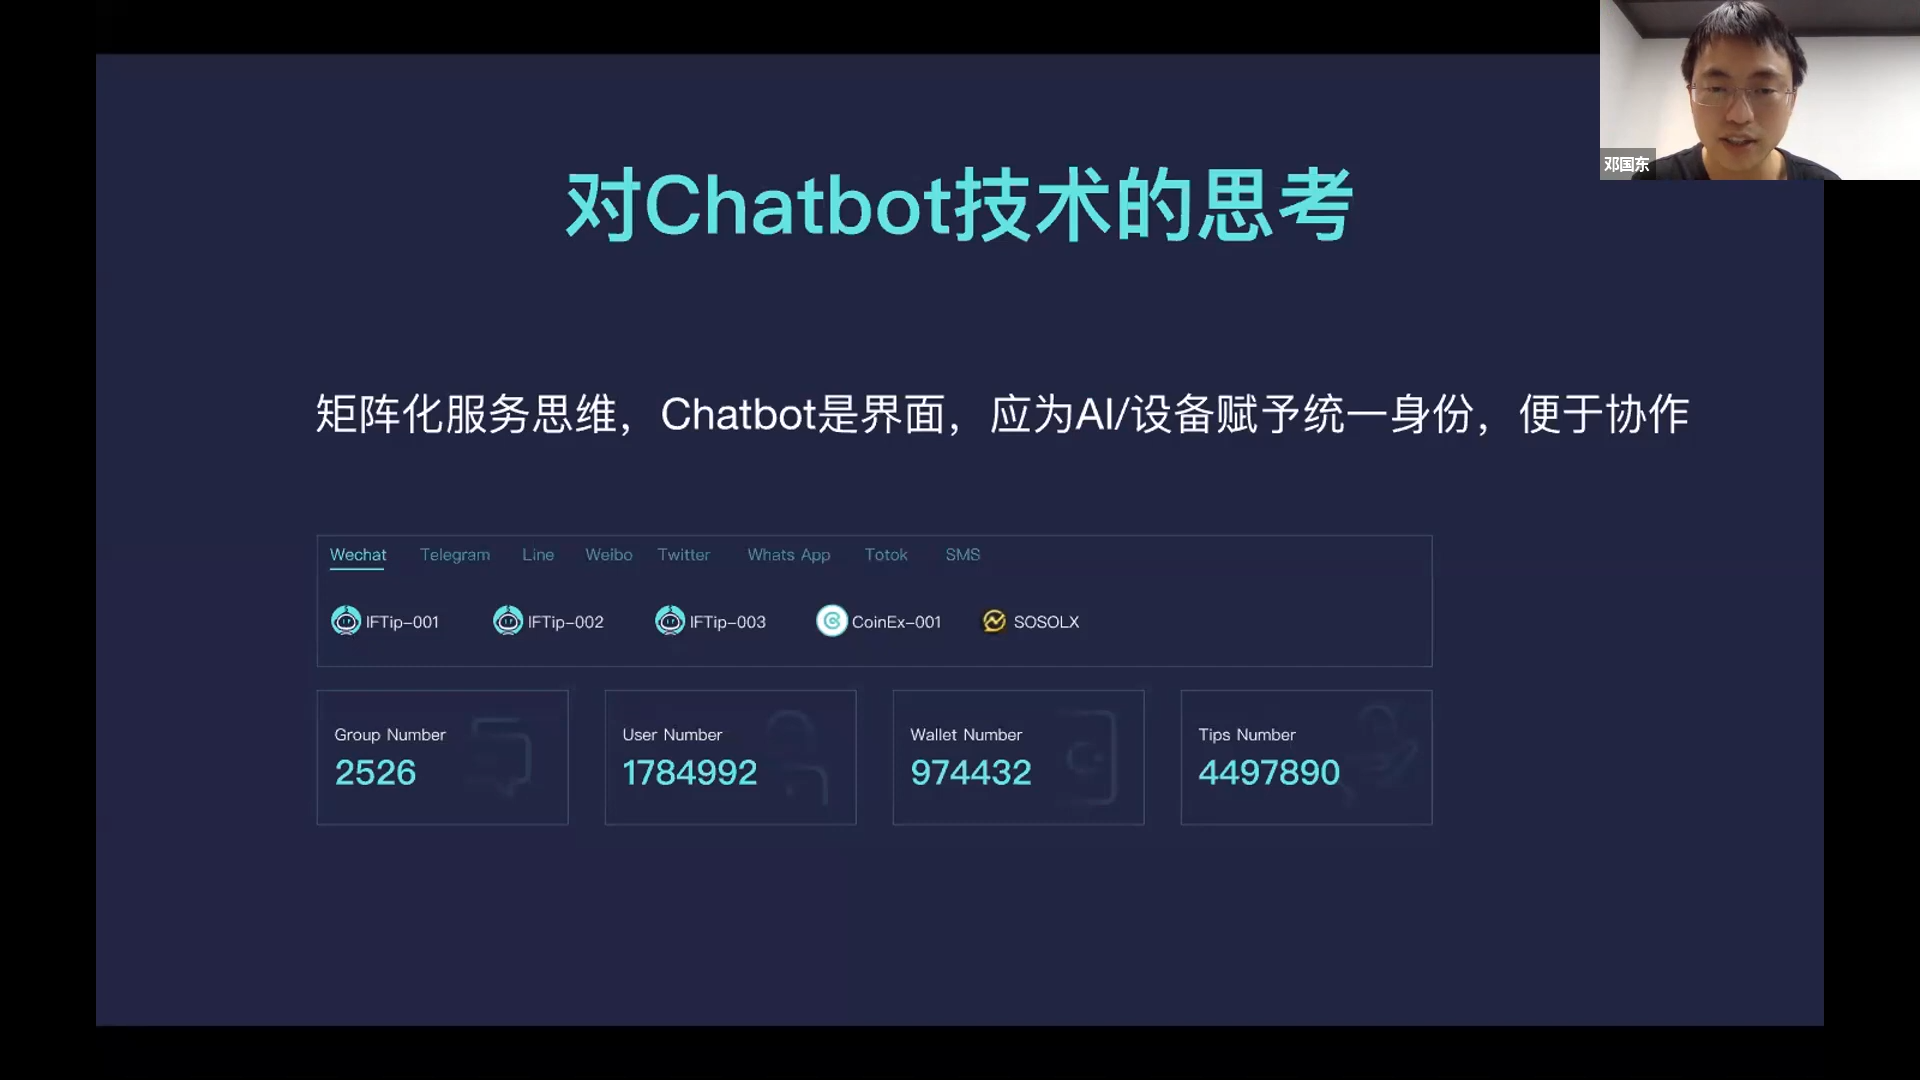 邓国东
对Chatbot技术的思考
矩阵化服务思维，Chatbot是界面，应为AI/设备赋予统一身份，便于协作
Wechat Telegram Line Weibo Twitter Whats App Totok SMS
IFTip-001 IFTip-002 IFTip-003 CoinEx-001 SOSOLX
Group Number User Number Wallet Number Tips Number
2526 1784992 974432 4497890